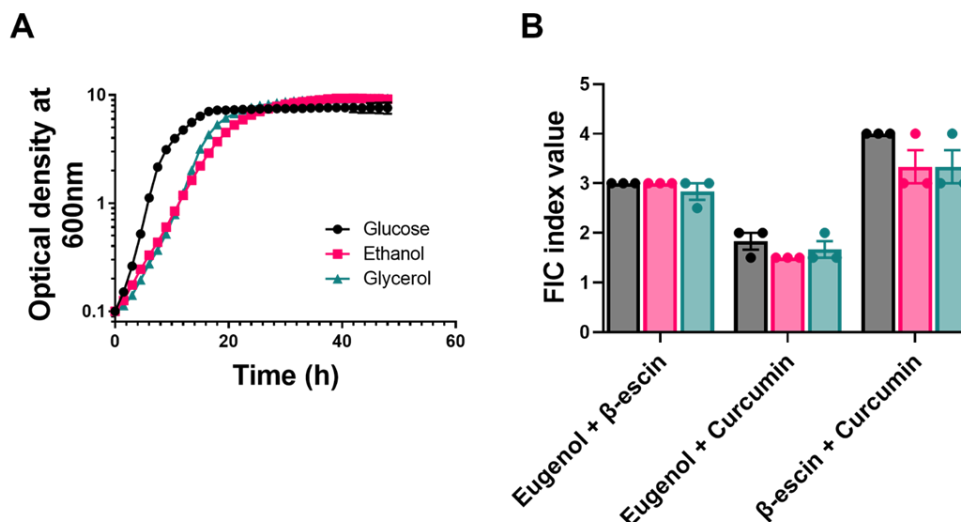 A
Optical density at
600nm
10
1
0.1
0
20
40
60
Time (h)
Glucose
Ethanol
Glycerol
B
FIC index value
5
4
3
2
1
0
Eugenol + β-escin
Eugenol + Curcumin
β-escin + Curcumin